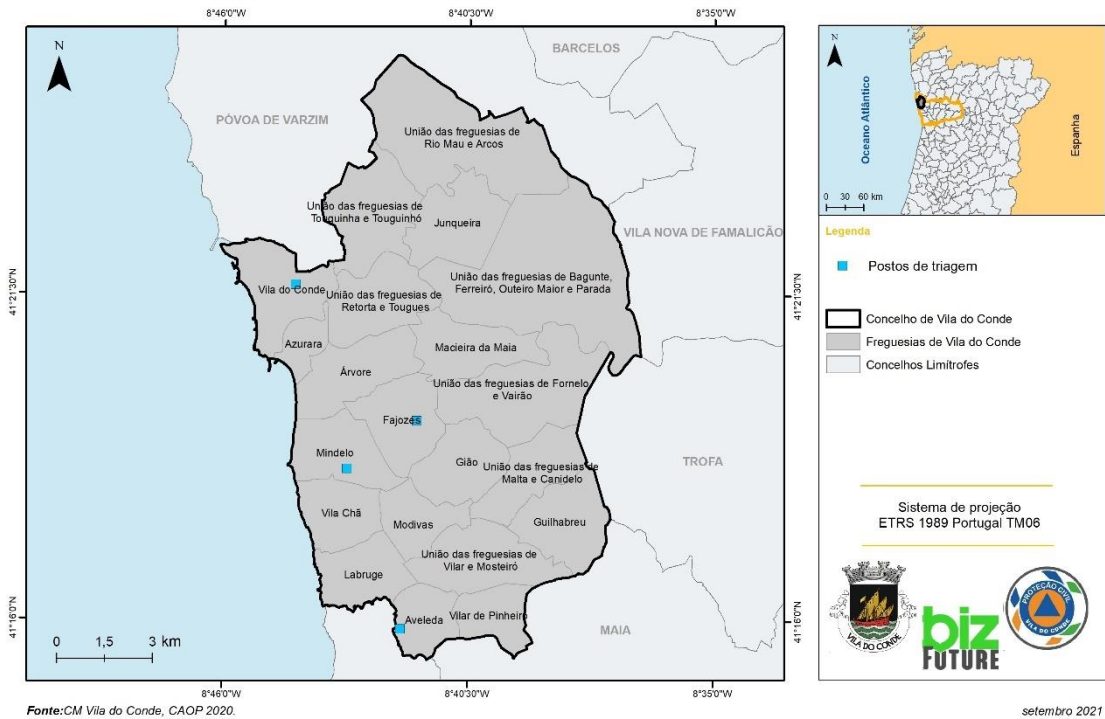 8°46'0"W
8°40'30"W
8°35'0"W
N
BARCELOS
PÓVOA DE VARZIM
União das freguesias de
Rio Mau e Arcos
União das freguesias de
Touguinha e Touguinhó
Junqueira
VILA NOVA DE FAMALICÃO
41°21'30"N
Vila do Conde
União das freguesias de
Retorta e Tougues
União das freguesias de Bagunte,
Ferreiró, Outeiro Maior e Parada
41°21'30"N
Azurara
Macieira da Maia
Árvore
União das freguesias de Fornelo
e Vairão
Fajozes
Mindelo
Gião
União das freguesias de
Malta e Canidelo
TROFA
Vila Chã
Modivas
Guilhabreu
União das freguesias de
Vilar e Mosteiró
Labruge
41°16'0"N
Aveleda
Vilar de Pinheiro
MAIA
41°16'0"N
0 1,5 3 km
8°46'0"W
8°40'30"W
8°35'0"W
Fonte:CM Vila do Conde, CAOP 2020.
N
Oceano Atlântico
Espanha
0 30 60 km
Legenda
Postos de triagem
Concelho de Vila do Conde
Freguesias de Vila do Conde
Concelhos Limítrofes
Sistema de projeção
ETRS 1989 Portugal TM06
VILA DO CONDE
biz
FUTURE
PROTEÇÃO CIVIL
VILA DO CONDE
setembro 2021